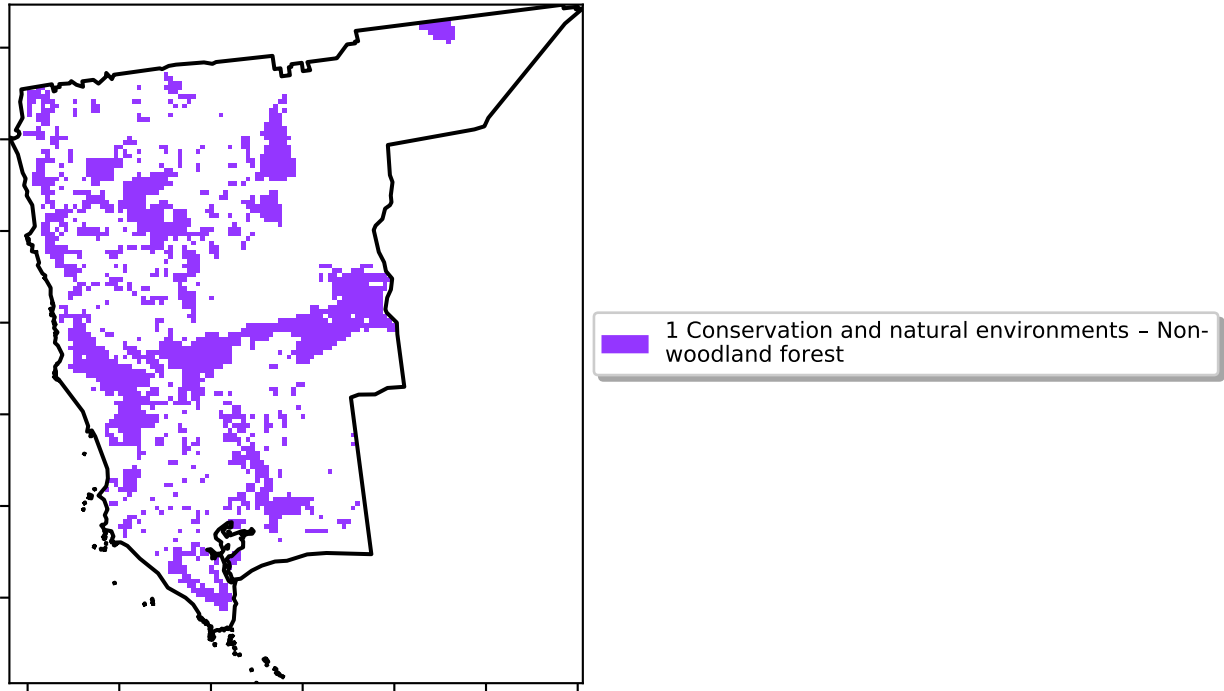 1 Conservation and natural environments – Non-
woodland forest